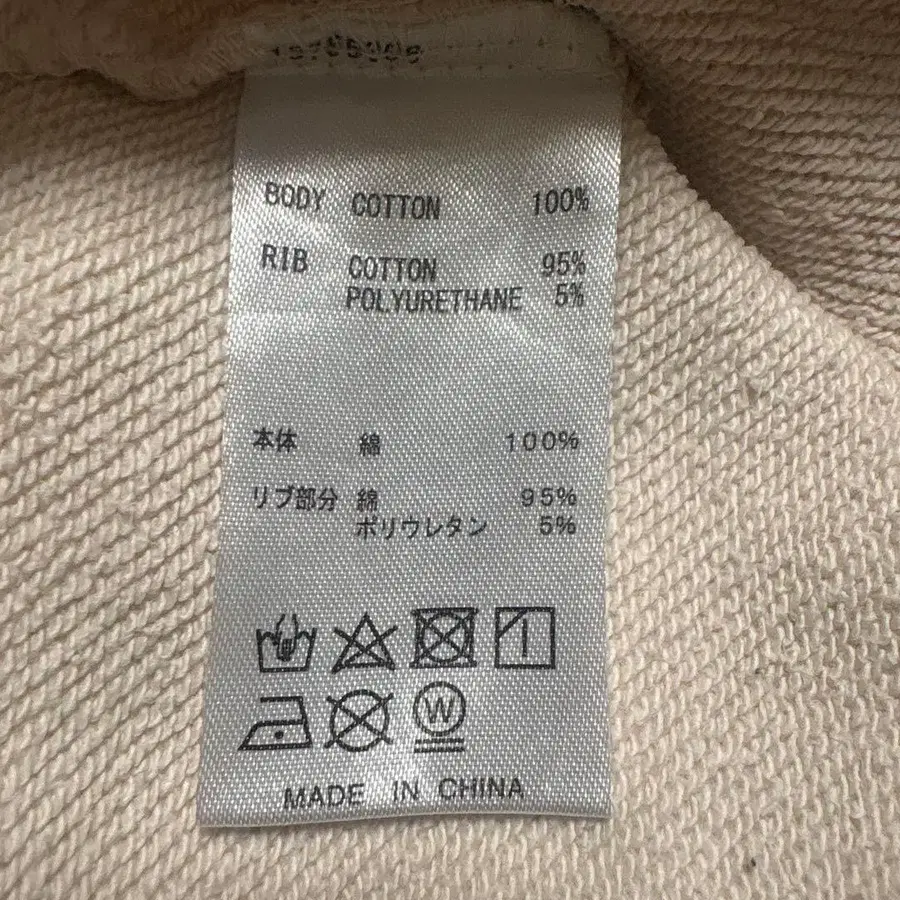 BODY COTTON 100%
RIB COTTON 95%
POLYURETHANE 5%
本体 綿 100%
リブ部分 綿 95%
ポリウレタン 5%
W
MADE IN CHINA